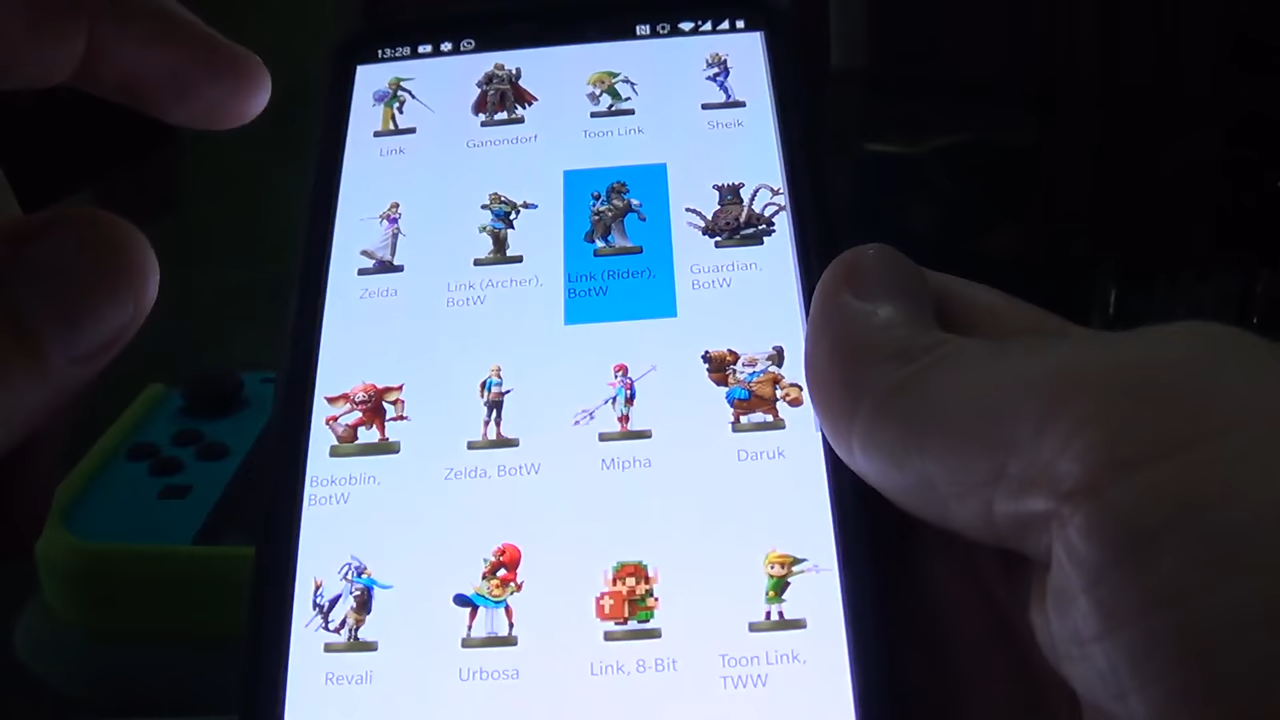 13:28
Link
Ganondorf
Toon Link
Sheik
Zelda
Link (Archer),
BotW
Link (Rider),
BotW
Guardian,
BotW
Bokoblin,
BotW
Zelda, BotW
Mipha
Daruk
Revali
Urbosa
Link, 8-Bit
Toon Link,
TWW